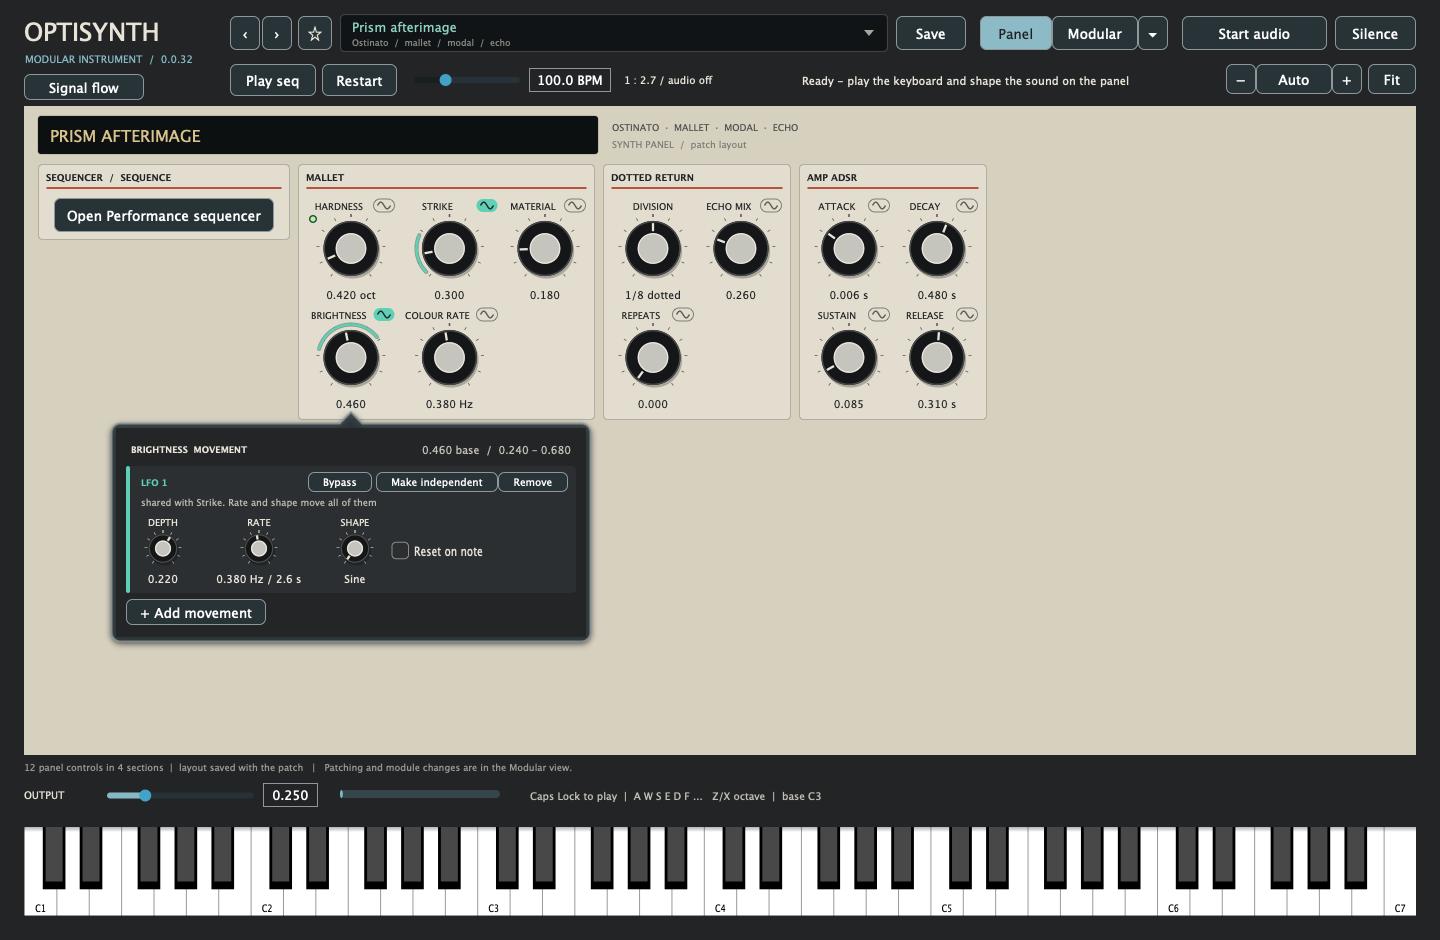 OPTISYNTH
MODULAR INSTRUMENT / 0.0.32
Signal flow
‹
›
☆
Prism afterimage
Ostinato / mallet / modal / echo
Save
Panel
Modular
Start audio
Silence
Play seq
Restart
100.0 BPM
1 : 2.7 / audio off
Ready – play the keyboard and shape the sound on the panel
−
Auto
+
Fit
PRISM AFTERIMAGE
OSTINATO · MALLET · MODAL · ECHO
SYNTH PANEL / patch layout
SEQUENCER / SEQUENCE
Open Performance sequencer
MALLET
HARDNESS
STRIKE
MATERIAL
0.420 oct
0.300
0.180
BRIGHTNESS
COLOUR RATE
0.460
0.380 Hz
DOTTED RETURN
DIVISION
ECHO MIX
1/8 dotted
0.260
REPEATS
0.000
AMP ADSR
ATTACK
DECAY
0.006 s
0.480 s
SUSTAIN
RELEASE
0.085
0.310 s
BRIGHTNESS MOVEMENT
0.460 base / 0.240 – 0.680
LFO 1
Bypass
Make independent
Remove
shared with Strike. Rate and shape move all of them
DEPTH
RATE
SHAPE
Reset on note
0.220
0.380 Hz / 2.6 s
Sine
+ Add movement
12 panel controls in 4 sections | layout saved with the patch | Patching and module changes are in the Modular view.
OUTPUT
0.250
Caps Lock to play | A W S E D F ... Z/X octave | base C3
C1
C2
C3
C4
C5
C6
C7